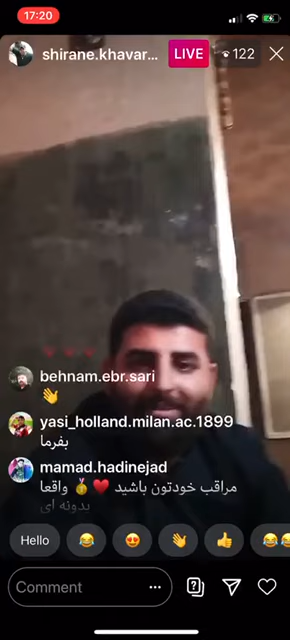 17:20
shirane.khavar...
LIVE
122
behnam.ebr.sari
👋
yasi_holland.milan.ac.1899
بفرما
mamad.hadinejad
مراقب خودتون باشید ❤️ 🥇 واقعا
بدونه ای
Hello
Comment